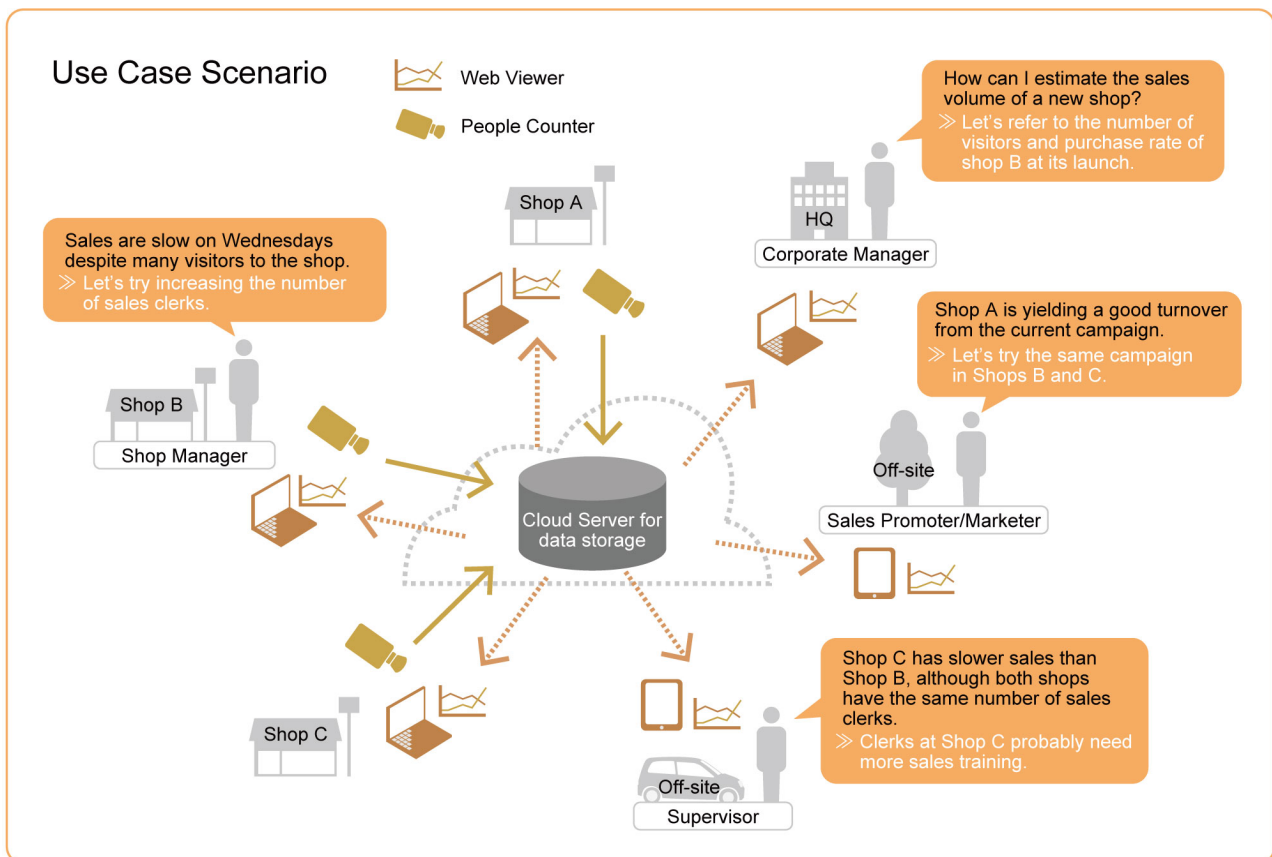 Use Case Scenario
Web Viewer
People Counter
How can I estimate the sales
volume of a new shop?
≫ Let's refer to the number of
visitors and purchase rate of
shop B at its launch.
Shop A
HQ
Corporate Manager
Sales are slow on Wednesdays
despite many visitors to the shop.
≫ Let's try increasing the number
of sales clerks.
Shop B
Shop Manager
Shop A is yielding a good turnover
from the current campaign.
≫ Let's try the same campaign
in Shops B and C.
Off-site
Sales Promoter/Marketer
Cloud Server for
data storage
Shop C
Shop C has slower sales than
Shop B, although both shops
have the same number of sales
clerks.
≫ Clerks at Shop C probably need
more sales training.
Off-site
Supervisor